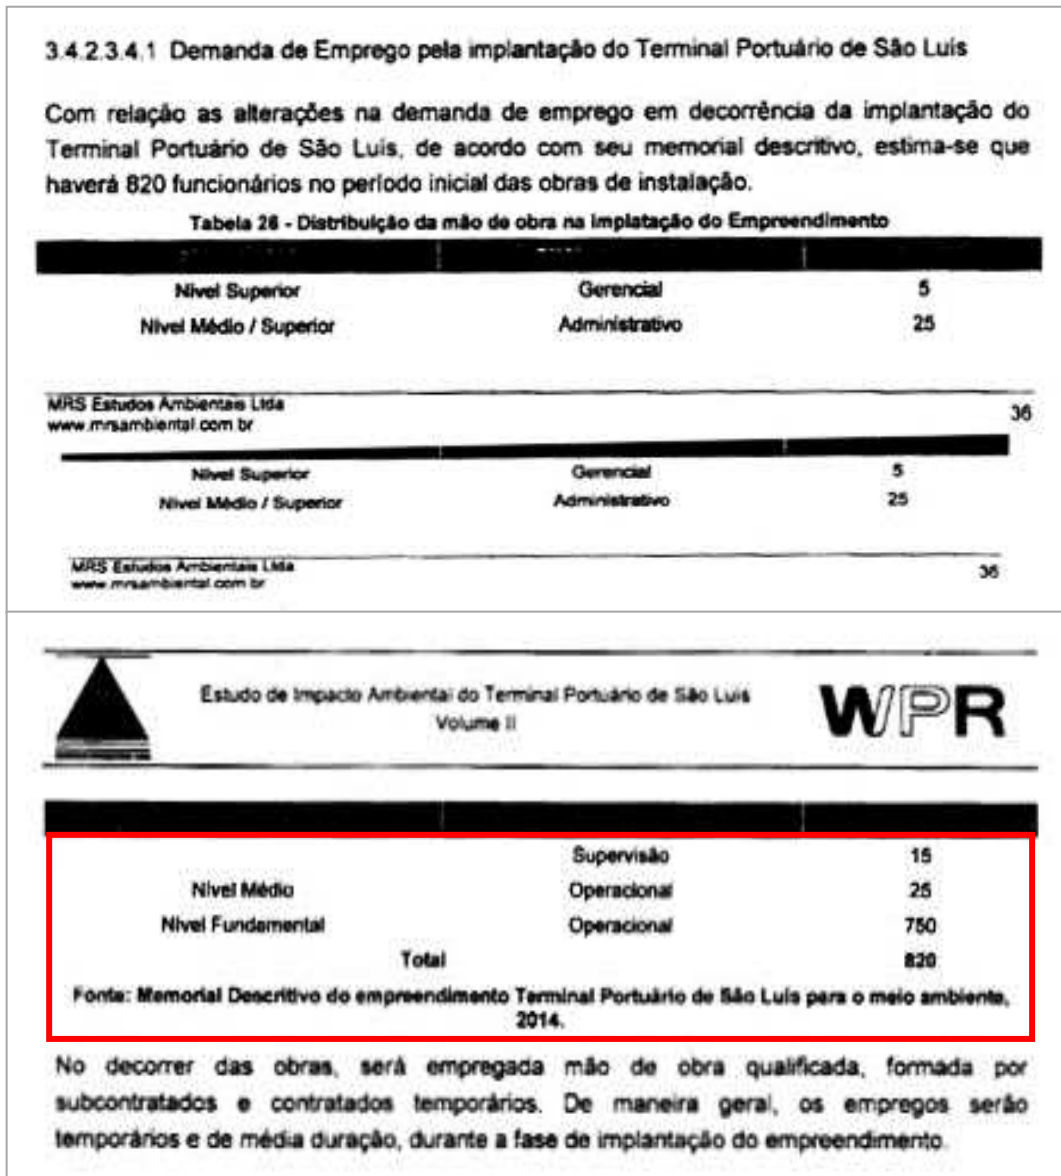 3.4.2.3.4.1 Demanda de Emprego pela implantação do Terminal Portuário de São Luís
Com relação as alterações na demanda de emprego em decorrência da implantação do
Terminal Portuário de São Luis, de acordo com seu memorial descritivo, estima-se que
haverá 820 funcionários no período inicial das obras de instalação.
Tabela 26 - Distribuição da mão de obra na Implatação do Empreendimento
Nível Superior Gerencial 5
Nível Médio / Superior Administrativo 25
MRS Estudos Ambientais Ltda
www.mrsambiental.com br
36
Nível Superior Gerencial 5
Nível Médio / Superior Administrativo 25
MRS Estudos Ambientais Ltda
www.mrsambiental.com br
36
Estudo de Impacto Ambiental do Terminal Portuário de São Luis
Volume II
WPR
Supervisão 15
Nível Médio Operacional 25
Nível Fundamental Operacional 750
Total 820
Fonte: Memorial Descritivo do empreendimento Terminal Portuário de São Luís para o meio ambiente,
2014.
No decorrer das obras, será empregada mão de obra qualificada, formada por
subcontratados e contratados temporários. De maneira geral, os empregos serão
temporários e de média duração, durante a fase de implantação do empreendimento.